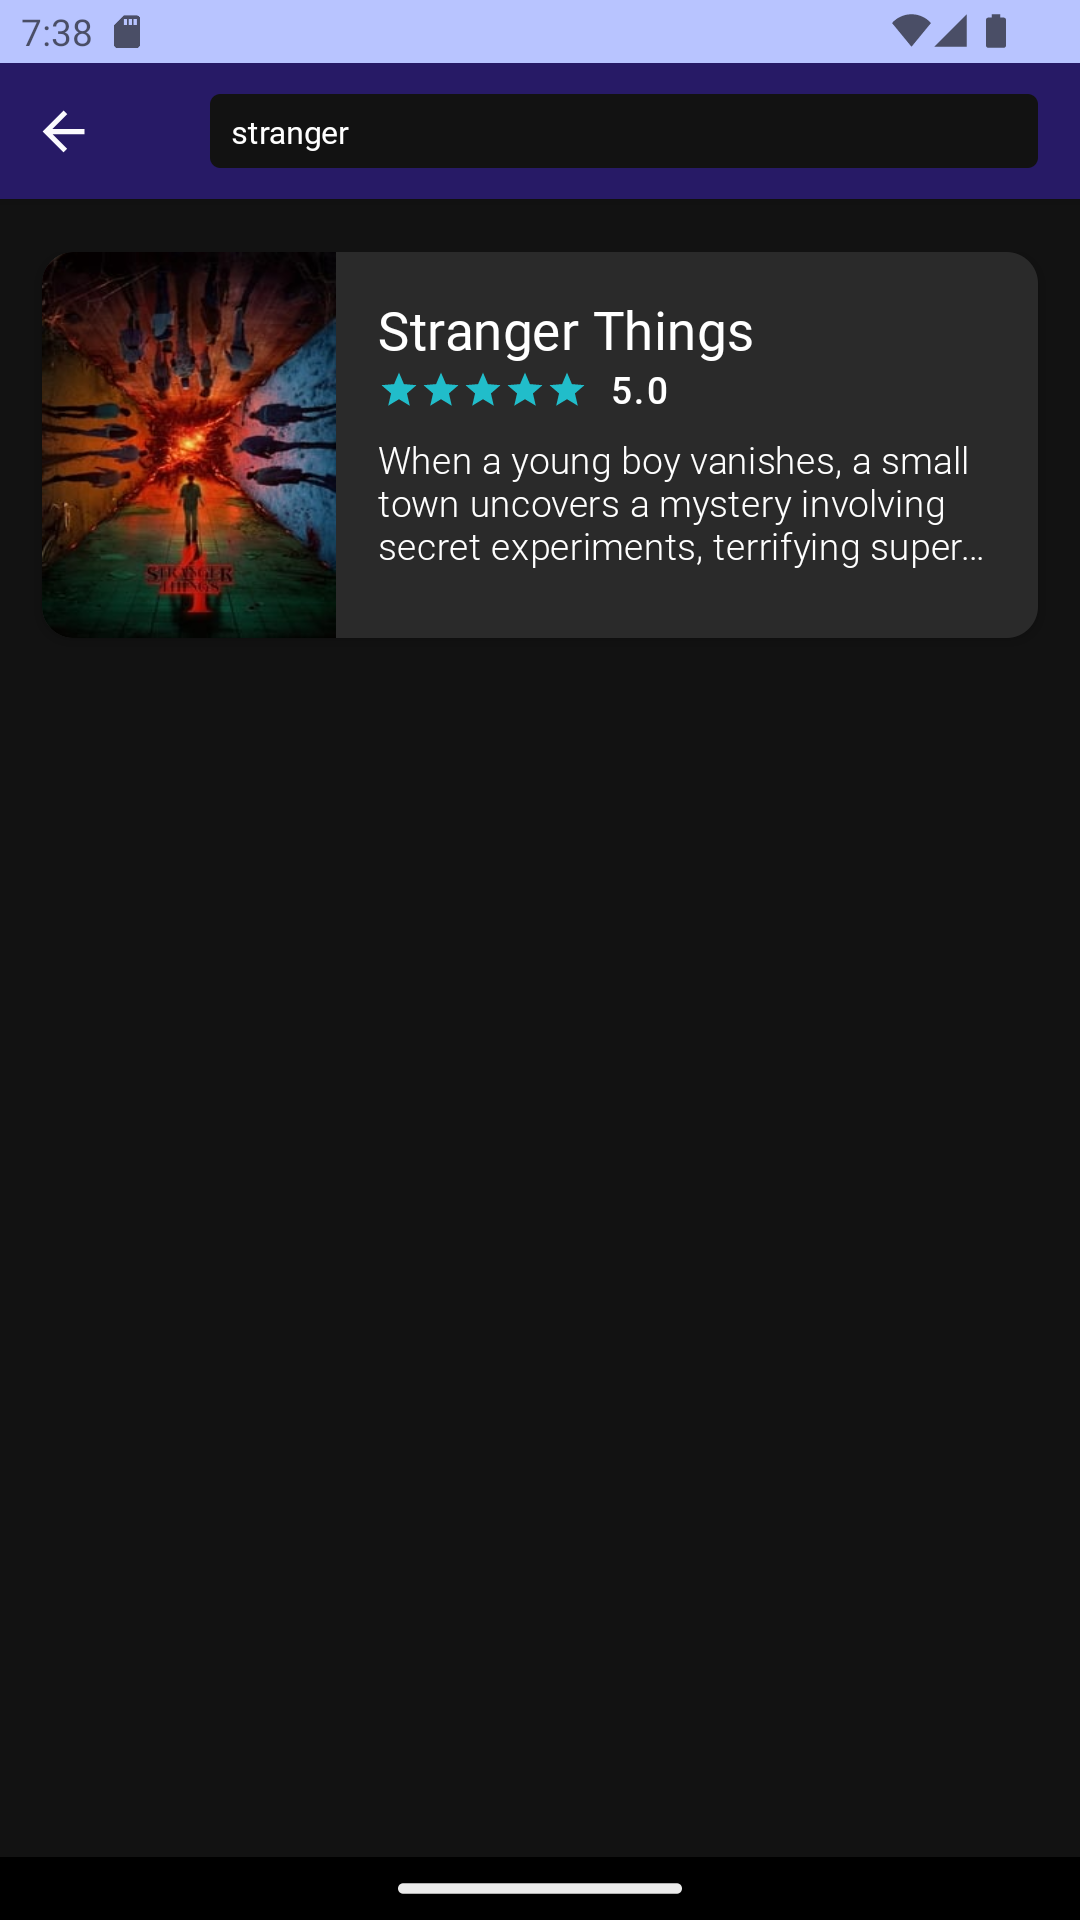 7:38
stranger
Stranger Things
5.0
When a young boy vanishes, a small
town uncovers a mystery involving
secret experiments, terrifying super...
STRANGER
THINGS
4